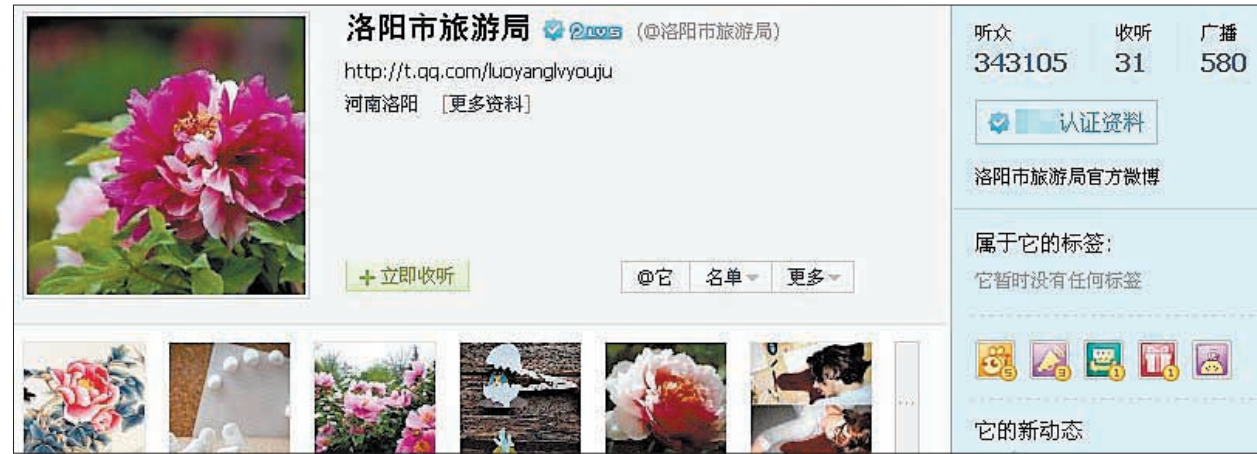 洛阳市旅游局 (@洛阳市旅游局)
http://t.qq.com/luoyanglvyouju
河南洛阳 [更多资料]
+ 立即收听
@它 名单 更多
听众 收听 广播
343105 31 580
认证资料
洛阳市旅游局官方微博
属于它的标签:
它暂时没有任何标签
5 3 1 1
它的新动态